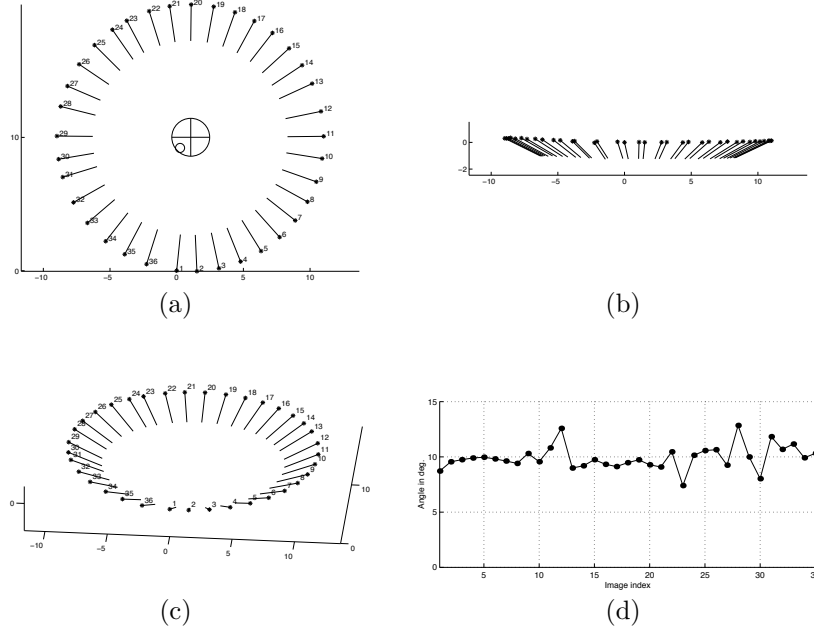 22 21 20 19 18
23 17
24 16
25 15
26 14
27 13
28 12
10 29 11
30 10
31 9
32 8
33 7
34 6
35 5
36 1 2 3 4
0
−10 −5 0 5 10
(a)
0
−2
−10 −5 0 5 10
(b)
22 21 20 19 18
24 23 17
25 16
26 15
27 14
28 13
29 12
30 11
31 10
32 9
33 8
34 7
35 6
36 1 2 3 4 5
10
0
0
−10 −5 0 5 10
(c)
15
10
5
0
Angle in deg.
5 10 15 20 25 30 35
Image index
(d)